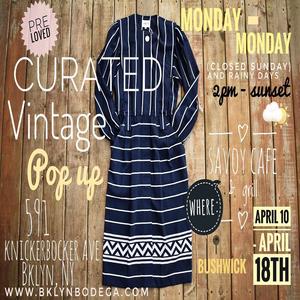 PRE
LOVED
CURATED
Vintage
Pop up
591
KNICKERBOCKER AVE
BKLYN, NY
WWW.BKLYNBODEGA.COM
MONDAY =
MONDAY
(CLOSED SUNDAY)
AND RAINY DAYS
2pm - sunset
SAVOY CAFE
& grill
WHERE:
BUSHWICK
APRIL 10
- APRIL
18TH